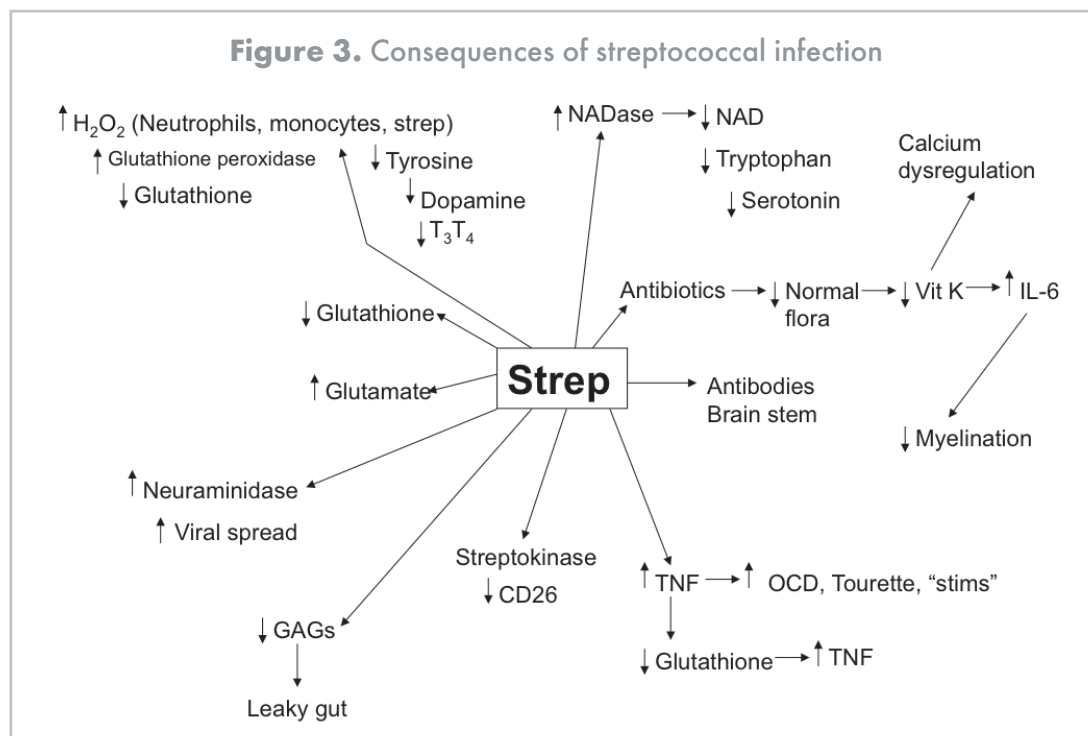 Figure 3. Consequences of streptococcal infection
↑ H₂O₂ (Neutrophils, monocytes, strep)
↑ Glutathione peroxidase
↓ Glutathione
↓ Tyrosine
↓ Dopamine
↓ T₃T₄
↑ NADase → ↓ NAD
↓ Tryptophan
↓ Serotonin
Calcium
dysregulation
Antibiotics → ↓ Normal
flora
→ ↓ Vit K → ↑ IL-6
↓ Myelination
↓ Glutathione
↑ Glutamate
Strep
Antibodies
Brain stem
↑ Neuraminidase
↑ Viral spread
Streptokinase
↓ CD26
↑ TNF → ↑ OCD, Tourette, “stims”
↓ Glutathione → ↑ TNF
↓ GAGs
Leaky gut